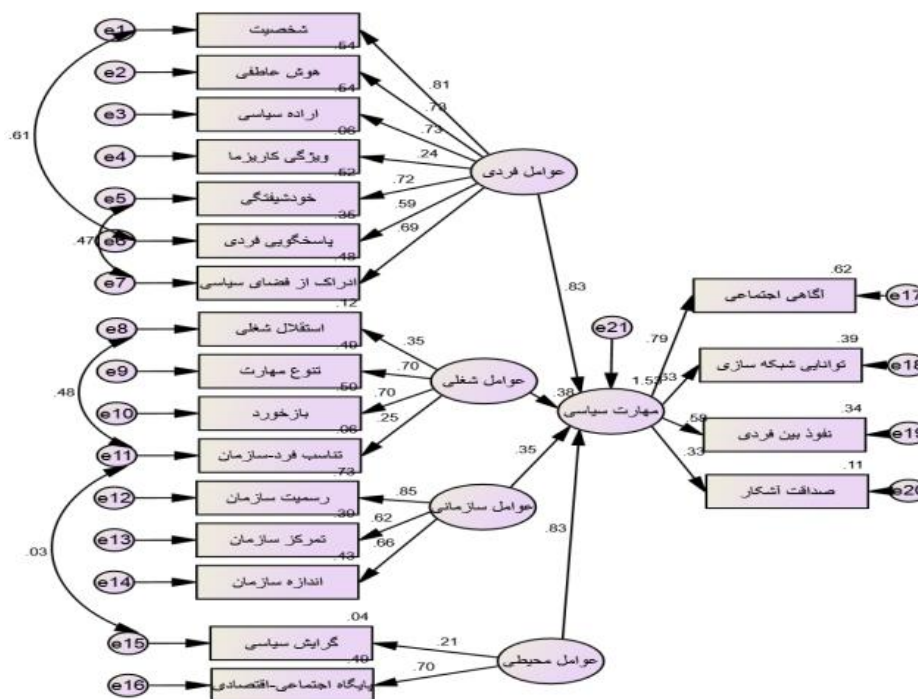 e1
شخصیت
.54
e2
هوش عاطفی
.54
e3
اراده سیاسی
.06
e4
ویژگی کاریزما
.52
e5
خودشیفتگی
.35
e6
پاسخگویی فردی
.48
e7
ادراک از فضای سیاسی
.61
.47
.81
.73
.73
.24
.72
.59
.69
عوامل فردی
.83
.12
e8
استقلال شغلی
.49
e9
تنوع مهارت
.50
e10
بازخورد
.06
e11
تناسب فرد-سازمان
.48
.35
.70
.70
.25
عوامل شغلی
.38
.73
e12
رسمیت سازمان
.39
e13
تمرکز سازمان
.43
e14
اندازه سازمان
.03
.85
.62
.66
عوامل سازمانی
.35
.04
e15
گرایش سیاسی
.49
e16
پایگاه اجتماعی-اقتصادی
.21
.70
عوامل محیطی
.83
e21
1.53
مهارت سیاسی
.79
.63
.58
.33
.62
آگاهی اجتماعی
e17
.39
توانایی شبکه سازی
e18
.34
نفوذ بین فردی
e19
.11
صداقت آشکار
e20